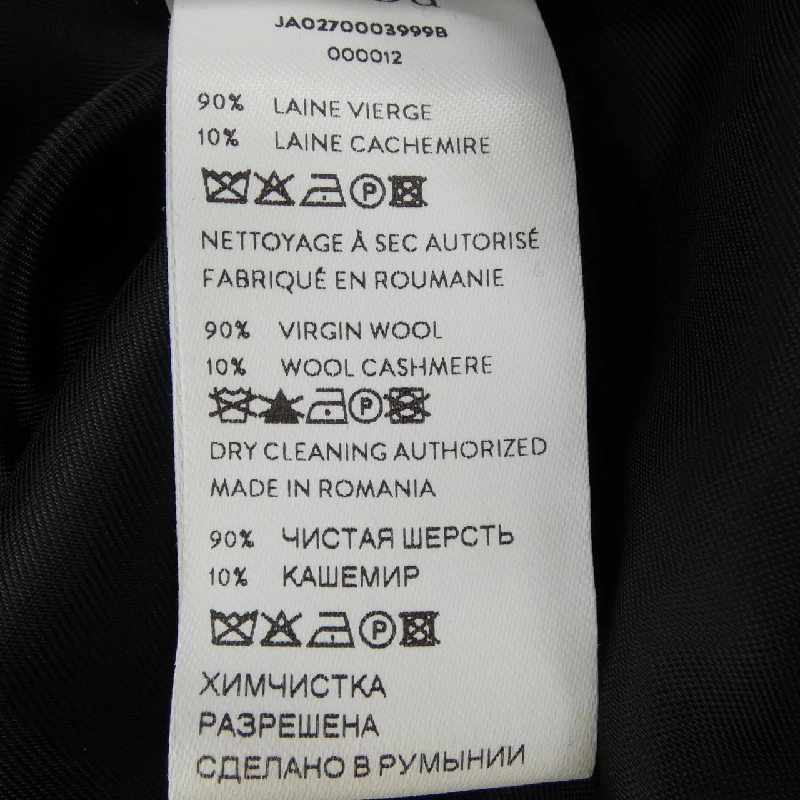 JA0270003999B
000012
90% LAINE VIERGE
10% LAINE CACHEMIRE
P
NETTOYAGE À SEC AUTORISÉ
FABRIQUÉ EN ROUMANIE
90% VIRGIN WOOL
10% WOOL CASHMERE
P
DRY CLEANING AUTHORIZED
MADE IN ROMANIA
90% ЧИСТАЯ ШЕРСТЬ
10% КАШЕМИР
P
ХИМЧИСТКА
РАЗРЕШЕНА
СДЕЛАНО В РУМЫНИИ